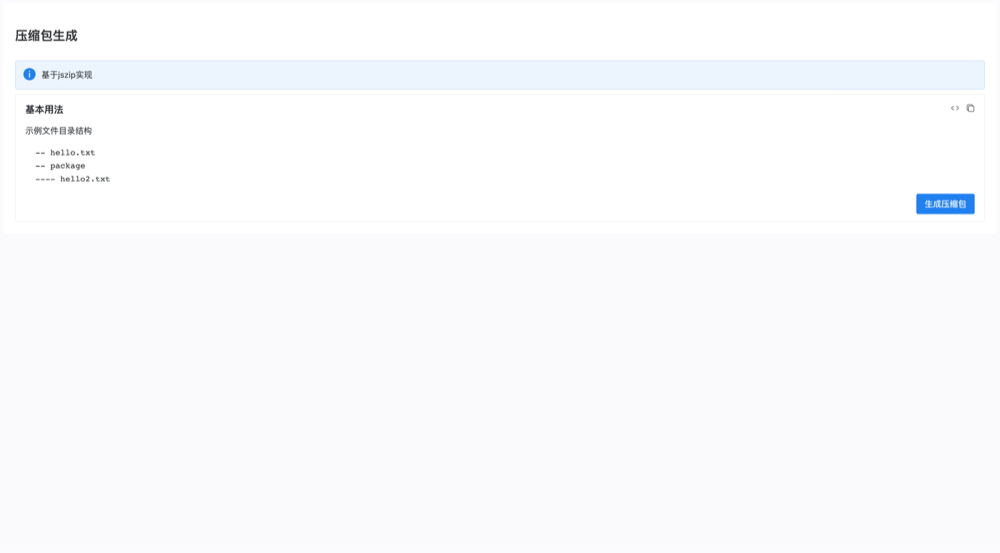 压缩包生成
基于jszip实现
基本用法
示例文件目录结构
-- hello.txt
-- package
---- hello2.txt
生成压缩包